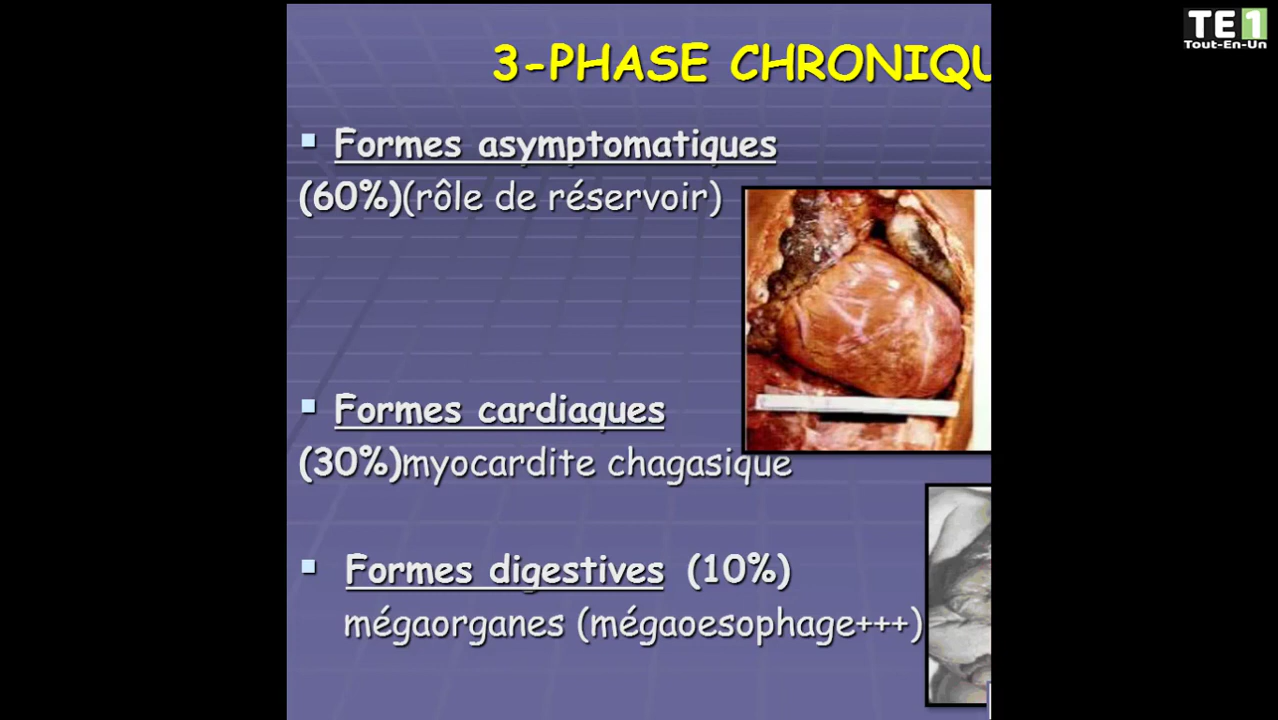 TE1
Tout-En-Un
3-PHASE CHRONIQU
Formes asymptomatiques
(60%)(rôle de réservoir)
Formes cardiaques
(30%)myocardite chagasique
Formes digestives (10%)
mégaorganes (mégaoesophage+++)